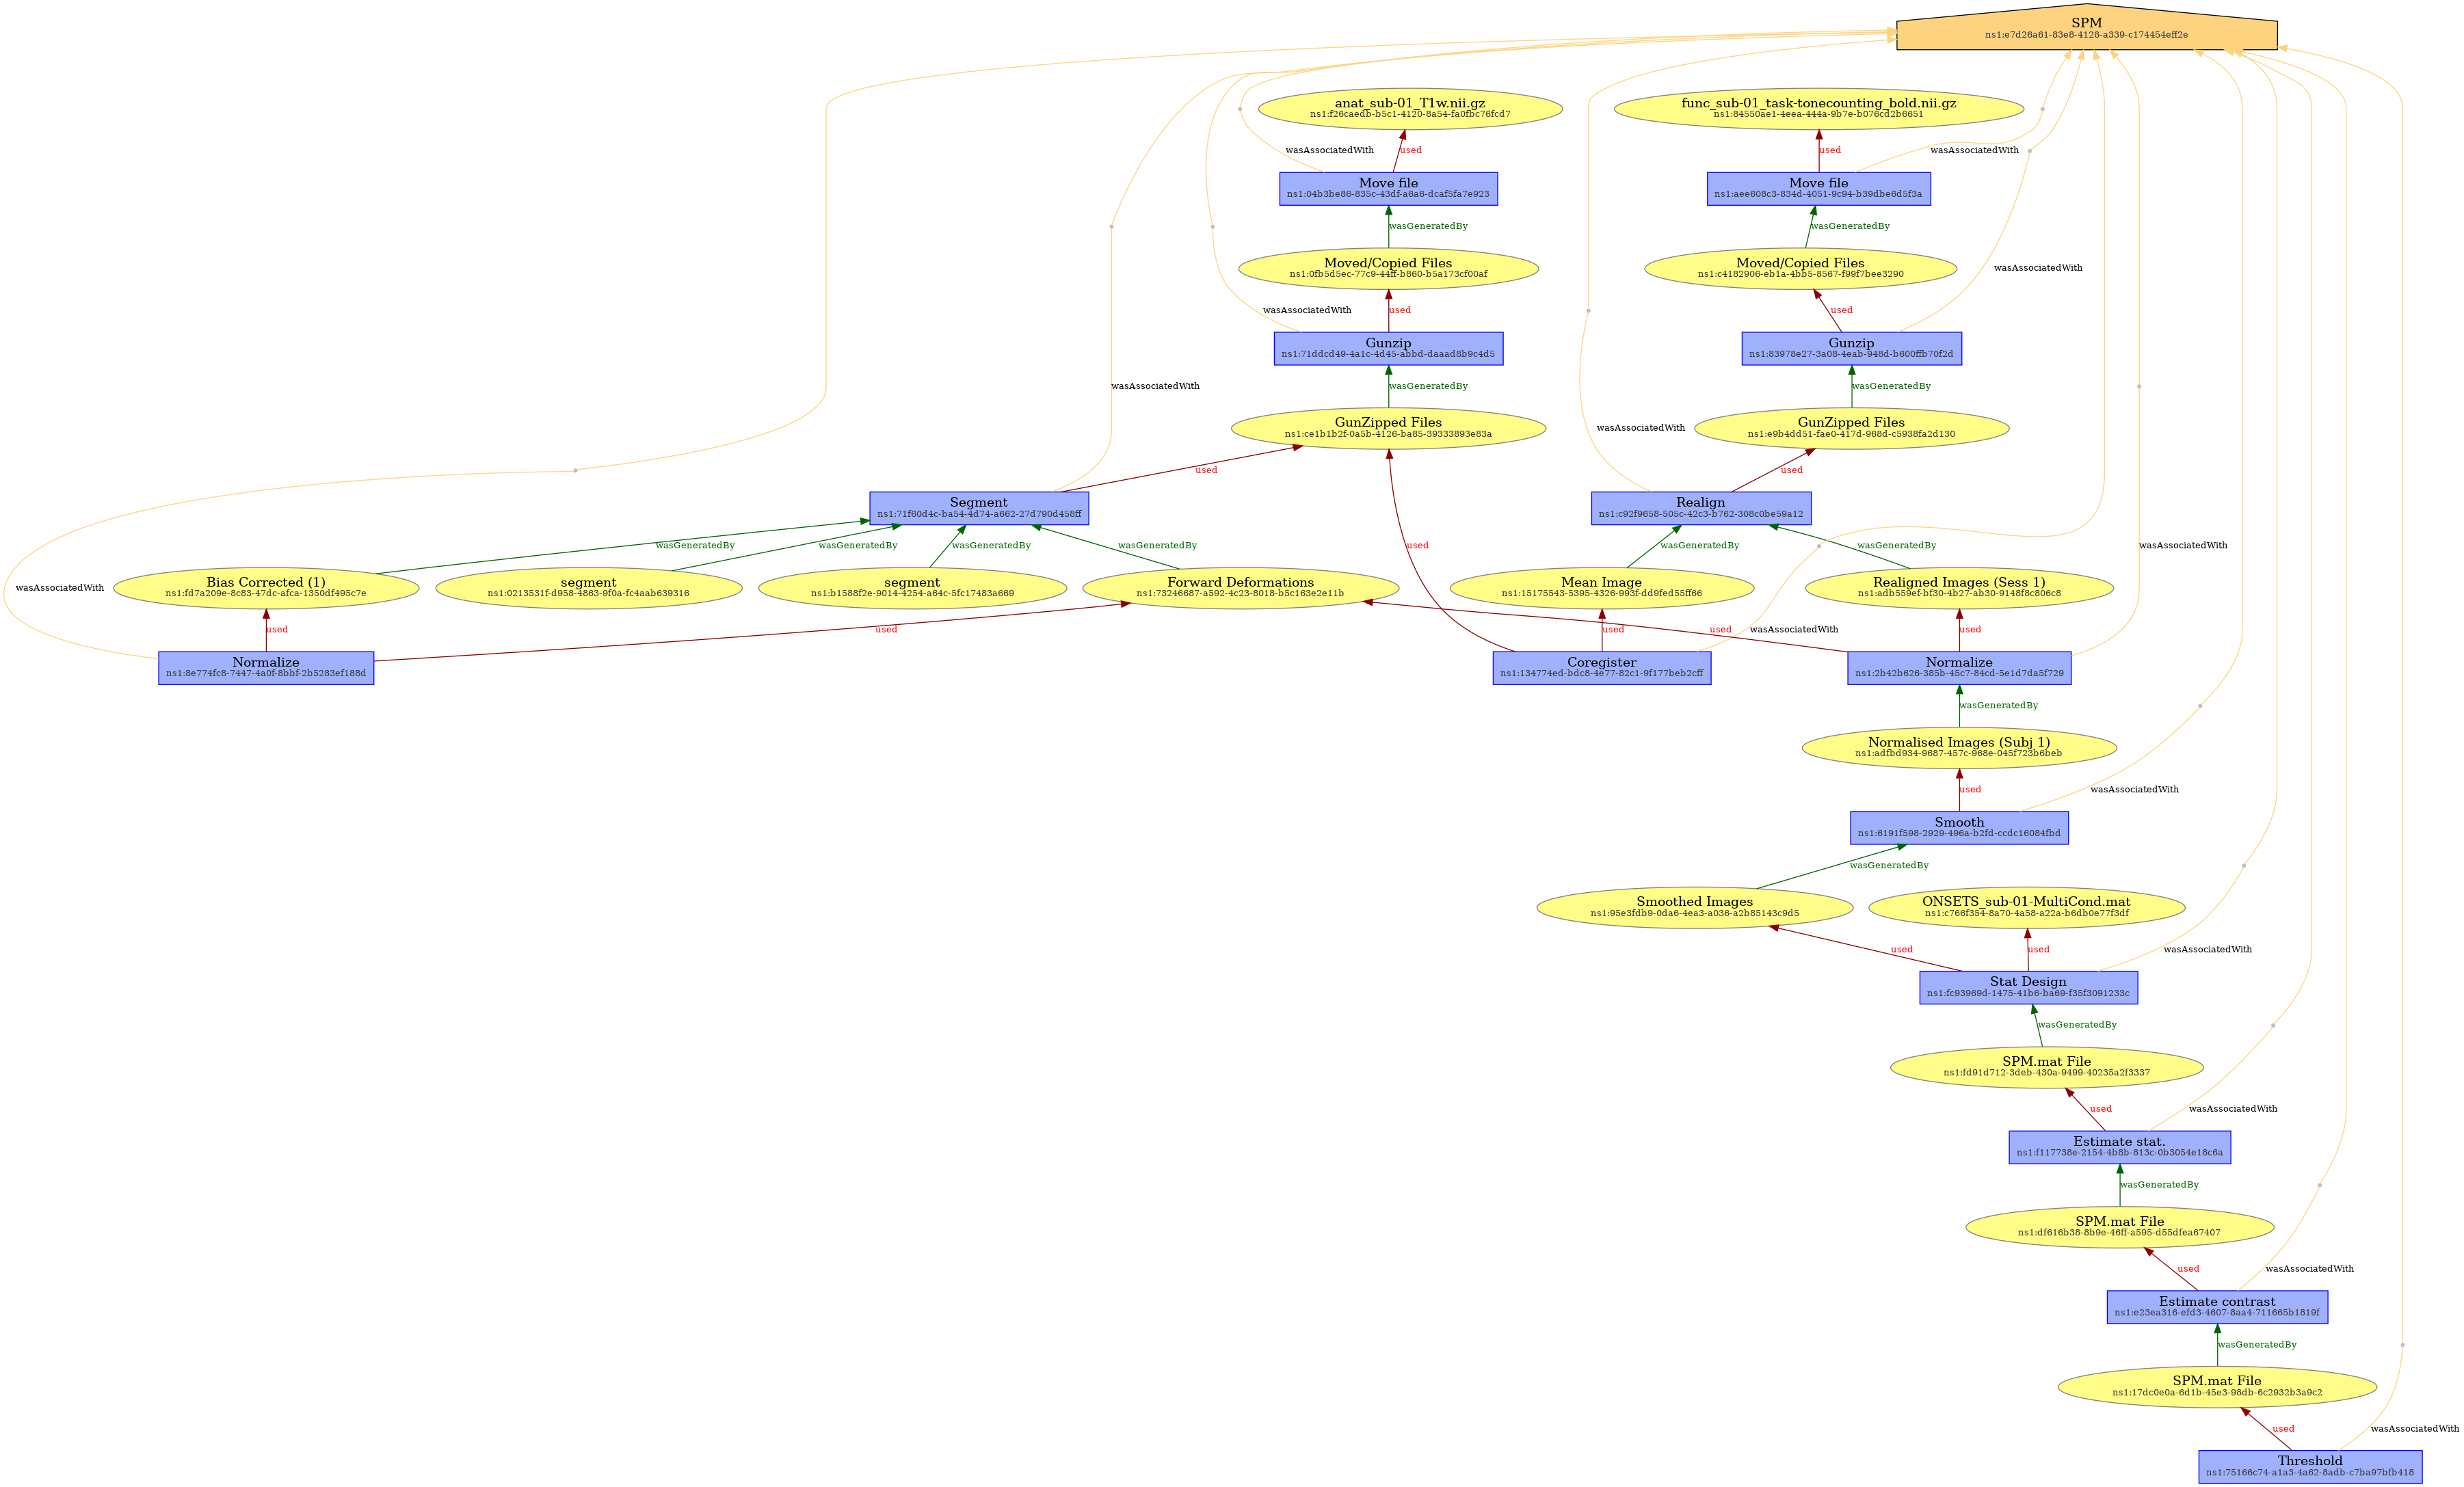 SPM
ns1:e7d26a61-83e8-4128-a339-c174454eff2e
anat_sub-01_T1w.nii.gz
ns1:f26caedb-b5c1-4120-8a54-fa0fbc76fcd7
func_sub-01_task-tonecounting_bold.nii.gz
ns1:84550ae1-4eea-444a-9b7e-b076cd2b6651
wasAssociatedWith
used
used
wasAssociatedWith
Move file
ns1:04b3be86-835c-43df-a6a6-dcaf5fa7e923
Move file
ns1:aee608c3-834d-4051-9c94-b39dbe6d5f3a
wasGeneratedBy
wasGeneratedBy
Moved/Copied Files
ns1:0fb5d5ec-77c9-44ff-b860-b5a173cf00af
Moved/Copied Files
ns1:c4182906-eb1a-4bb5-8567-f99f7bee3290
wasAssociatedWith
wasAssociatedWith
used
used
Gunzip
ns1:71ddcd49-4a1c-4d45-abbd-daaad8b9c4d5
Gunzip
ns1:83978e27-3a08-4eab-948d-b600ffb70f2d
wasAssociatedWith
wasGeneratedBy
wasGeneratedBy
GunZipped Files
ns1:ce1b1b2f-0a5b-4126-ba85-39333893e83a
wasAssociatedWith
GunZipped Files
ns1:e9b4dd51-fae0-417d-968d-c5938fa2d130
used
used
Segment
ns1:71f60d4c-ba54-4d74-a662-27d790d458ff
Realign
ns1:c92f9658-505c-42c3-b762-308c0be59a12
wasGeneratedBy
wasGeneratedBy
wasGeneratedBy
wasGeneratedBy
used
wasGeneratedBy
wasGeneratedBy
wasAssociatedWith
wasAssociatedWith
Bias Corrected (1)
ns1:fd7a209e-8c83-47dc-afca-1350df495c7e
segment
ns1:0213531f-d958-4863-9f0a-fc4aab639316
segment
ns1:b1588f2e-9014-4254-a64c-5fc17483a669
Forward Deformations
ns1:73246687-a592-4c23-8018-b5c163e2e11b
Mean Image
ns1:15175543-5395-4326-993f-dd9fed55ff66
Realigned Images (Sess 1)
ns1:adb559ef-bf30-4b27-ab30-9148f8c806c8
used
used
used
used
wasAssociatedWith
used
Normalize
ns1:8e774fc8-7447-4a0f-8bbf-2b5283ef188d
Coregister
ns1:134774ed-bdc8-4e77-82c1-9f177beb2cff
Normalize
ns1:2b42b626-385b-45c7-84cd-5e1d7da5f729
wasGeneratedBy
Normalised Images (Subj 1)
ns1:adfbd934-9687-457c-968e-045f723b6beb
used
wasAssociatedWith
Smooth
ns1:6191f598-2929-496a-b2fd-ccdc16084fbd
wasGeneratedBy
Smoothed Images
ns1:95e3fdb9-0da6-4ea3-a036-a2b85143c9d5
ONSETS_sub-01-MultiCond.mat
ns1:c766f354-8a70-4a58-a22a-b6db0e77f3df
used
used
wasAssociatedWith
Stat Design
ns1:fc93969d-1475-41b6-ba69-f35f3091233c
wasGeneratedBy
SPM.mat File
ns1:fd91d712-3deb-430a-9499-40235a2f3337
used
wasAssociatedWith
Estimate stat.
ns1:f117738e-2154-4b8b-813c-0b3054e18c6a
wasGeneratedBy
SPM.mat File
ns1:df616b38-8b9e-46ff-a595-d55dfea67407
used
wasAssociatedWith
Estimate contrast
ns1:e23ea316-efd3-4607-8aa4-711665b1819f
wasGeneratedBy
SPM.mat File
ns1:17dc0e0a-6d1b-45e3-98db-6c2932b3a9c2
used
wasAssociatedWith
Threshold
ns1:75166c74-a1a3-4a62-8adb-c7ba97bfb418